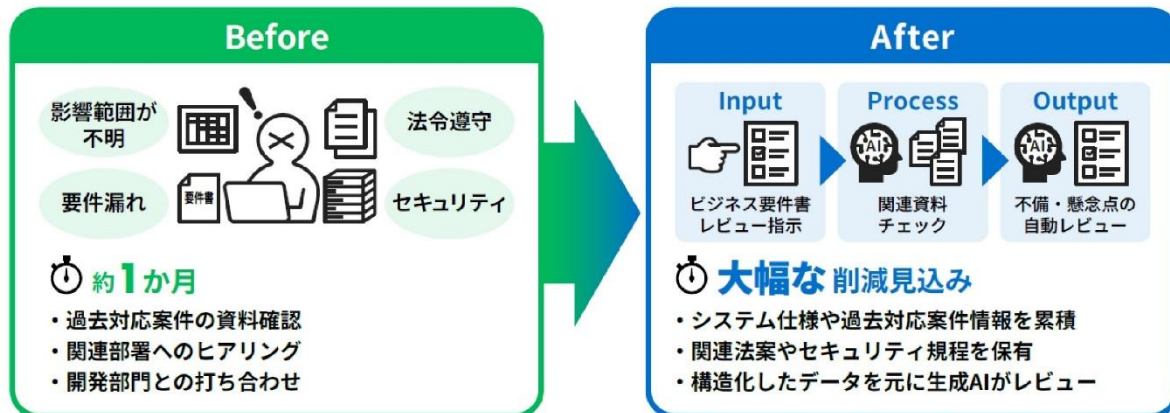 Before
影響範囲が
不明
法令遵守
要件漏れ
要件書
セキュリティ
約1か月
・過去対応案件の資料確認
・関連部署へのヒアリング
・開発部門との打ち合わせ
After
Input
ビジネス要件書
レビュー指示
Process
AI
関連資料
チェック
Output
AI
不備・懸念点の
自動レビュー
大幅な削減見込み
・システム仕様や過去対応案件情報を累積
・関連法案やセキュリティ規程を保有
・構造化したデータを元に生成AIがレビュー